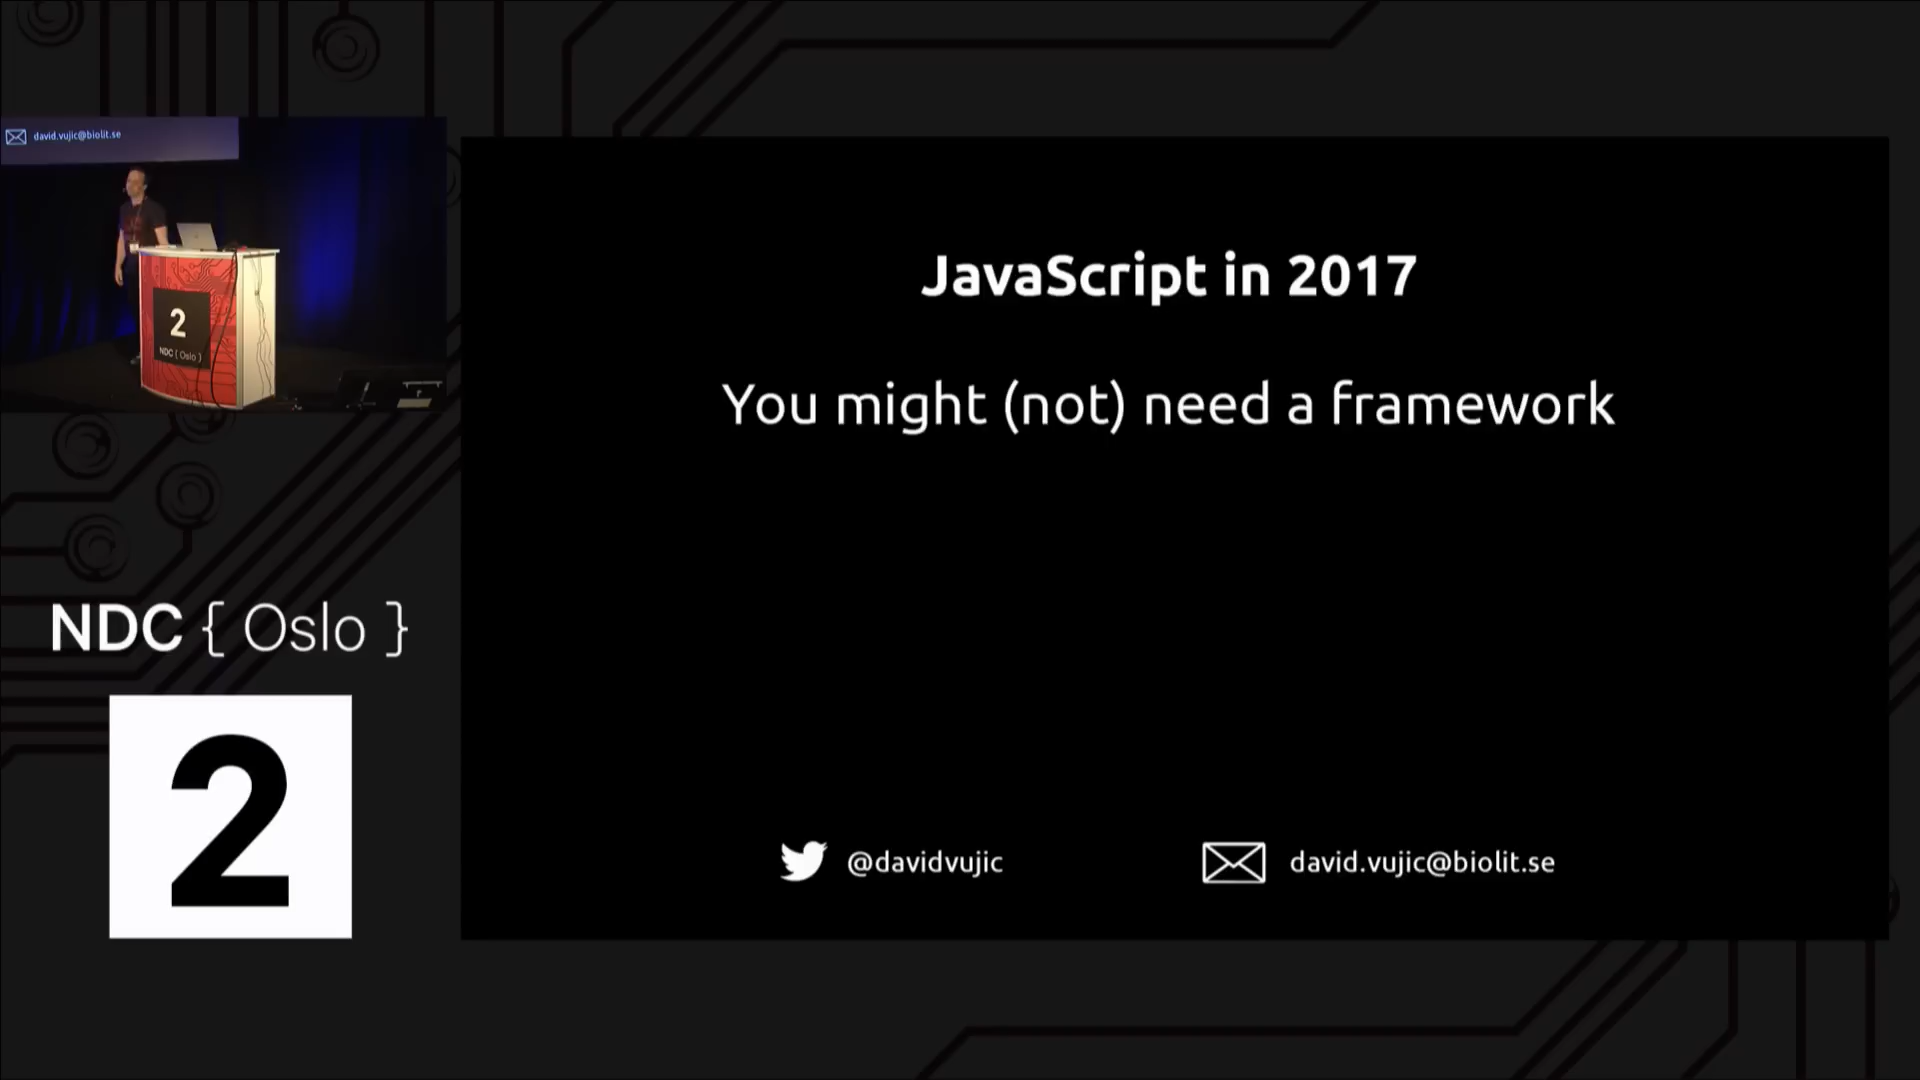 david.vujic@biolit.se
2
NDC { Oslo }
JavaScript in 2017
You might (not) need a framework
@davidvujic
david.vujic@biolit.se
NDC { Oslo }
2